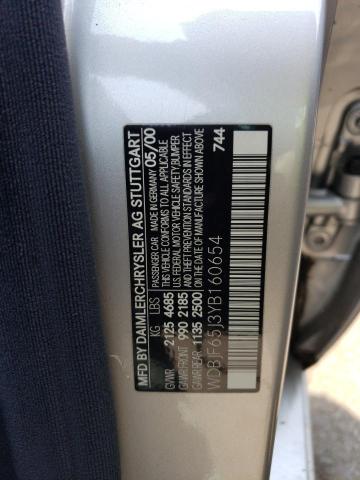 MFD BY DAIMLERCHRYSLER AG STUTTGART
KG LBS PASSENGER CAR MADE IN GERMANY 05/00
GVWR 2125 4685 THIS VEHICLE CONFORMS TO ALL APPLICABLE
GVWR FRONT 990 2185 U.S. FEDERAL MOTOR VEHICLE SAFETY, BUMPER
GVWR REAR 1135 2500 AND THEFT PREVENTION STANDARDS IN EFFECT
ON THE DATE OF MANUFACTURE SHOWN ABOVE
WDBJF65J3YB160654 744